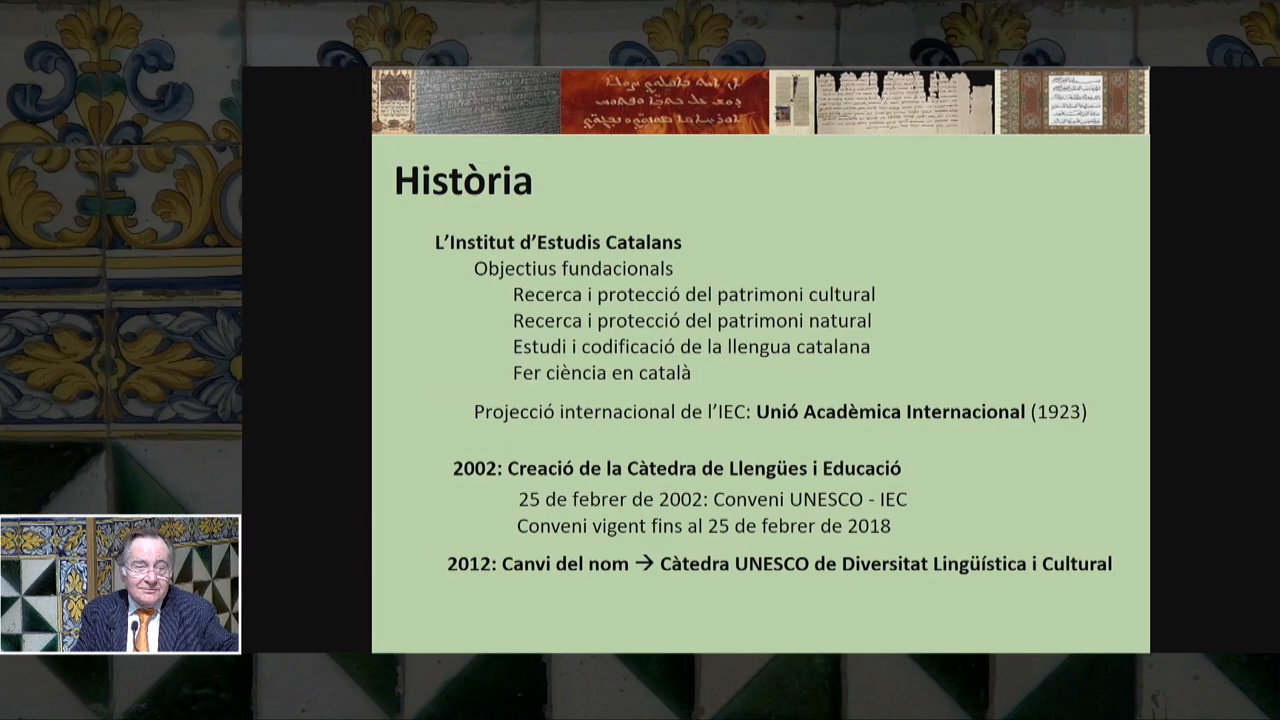 Història
L’Institut d’Estudis Catalans
Objectius fundacionals
Recerca i protecció del patrimoni cultural
Recerca i protecció del patrimoni natural
Estudi i codificació de la llengua catalana
Fer ciència en català
Projecció internacional de l’IEC: Unió Acadèmica Internacional (1923)
2002: Creació de la Càtedra de Llengües i Educació
25 de febrer de 2002: Conveni UNESCO - IEC
Conveni vigent fins al 25 de febrer de 2018
2012: Canvi del nom → Càtedra UNESCO de Diversitat Lingüística i Cultural